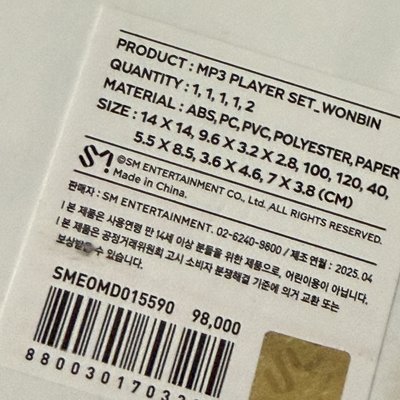 PRODUCT : MP3 PLAYER SET_WONBIN
QUANTITY : 1, 1, 1, 1, 2
MATERIAL : ABS, PC, PVC, POLYESTER, PAPER
SIZE : 14 X 14, 9.6 X 3.2 X 2.8, 100, 120, 40,
5.5 X 8.5, 3.6 X 4.6, 7 X 3.8 (CM)
SM ©SM ENTERTAINMENT CO., Ltd. ALL RIGHTS RESERVED.
Made in China.
판매자 : SM ENTERTAINMENT. 02-6240-9800 / 제조 연월 : 2025. 04
I 본 제품은 사용연령 만 14세 이상 분들을 위한 제품으로, 어린이용이 아닙니다.
I 본 제품은 공정거래위원회 고시 소비자 분쟁해결 기준에 의거 교환 또는
보상받을 수 있습니다.
SMEOMD015590 98,000
880030170